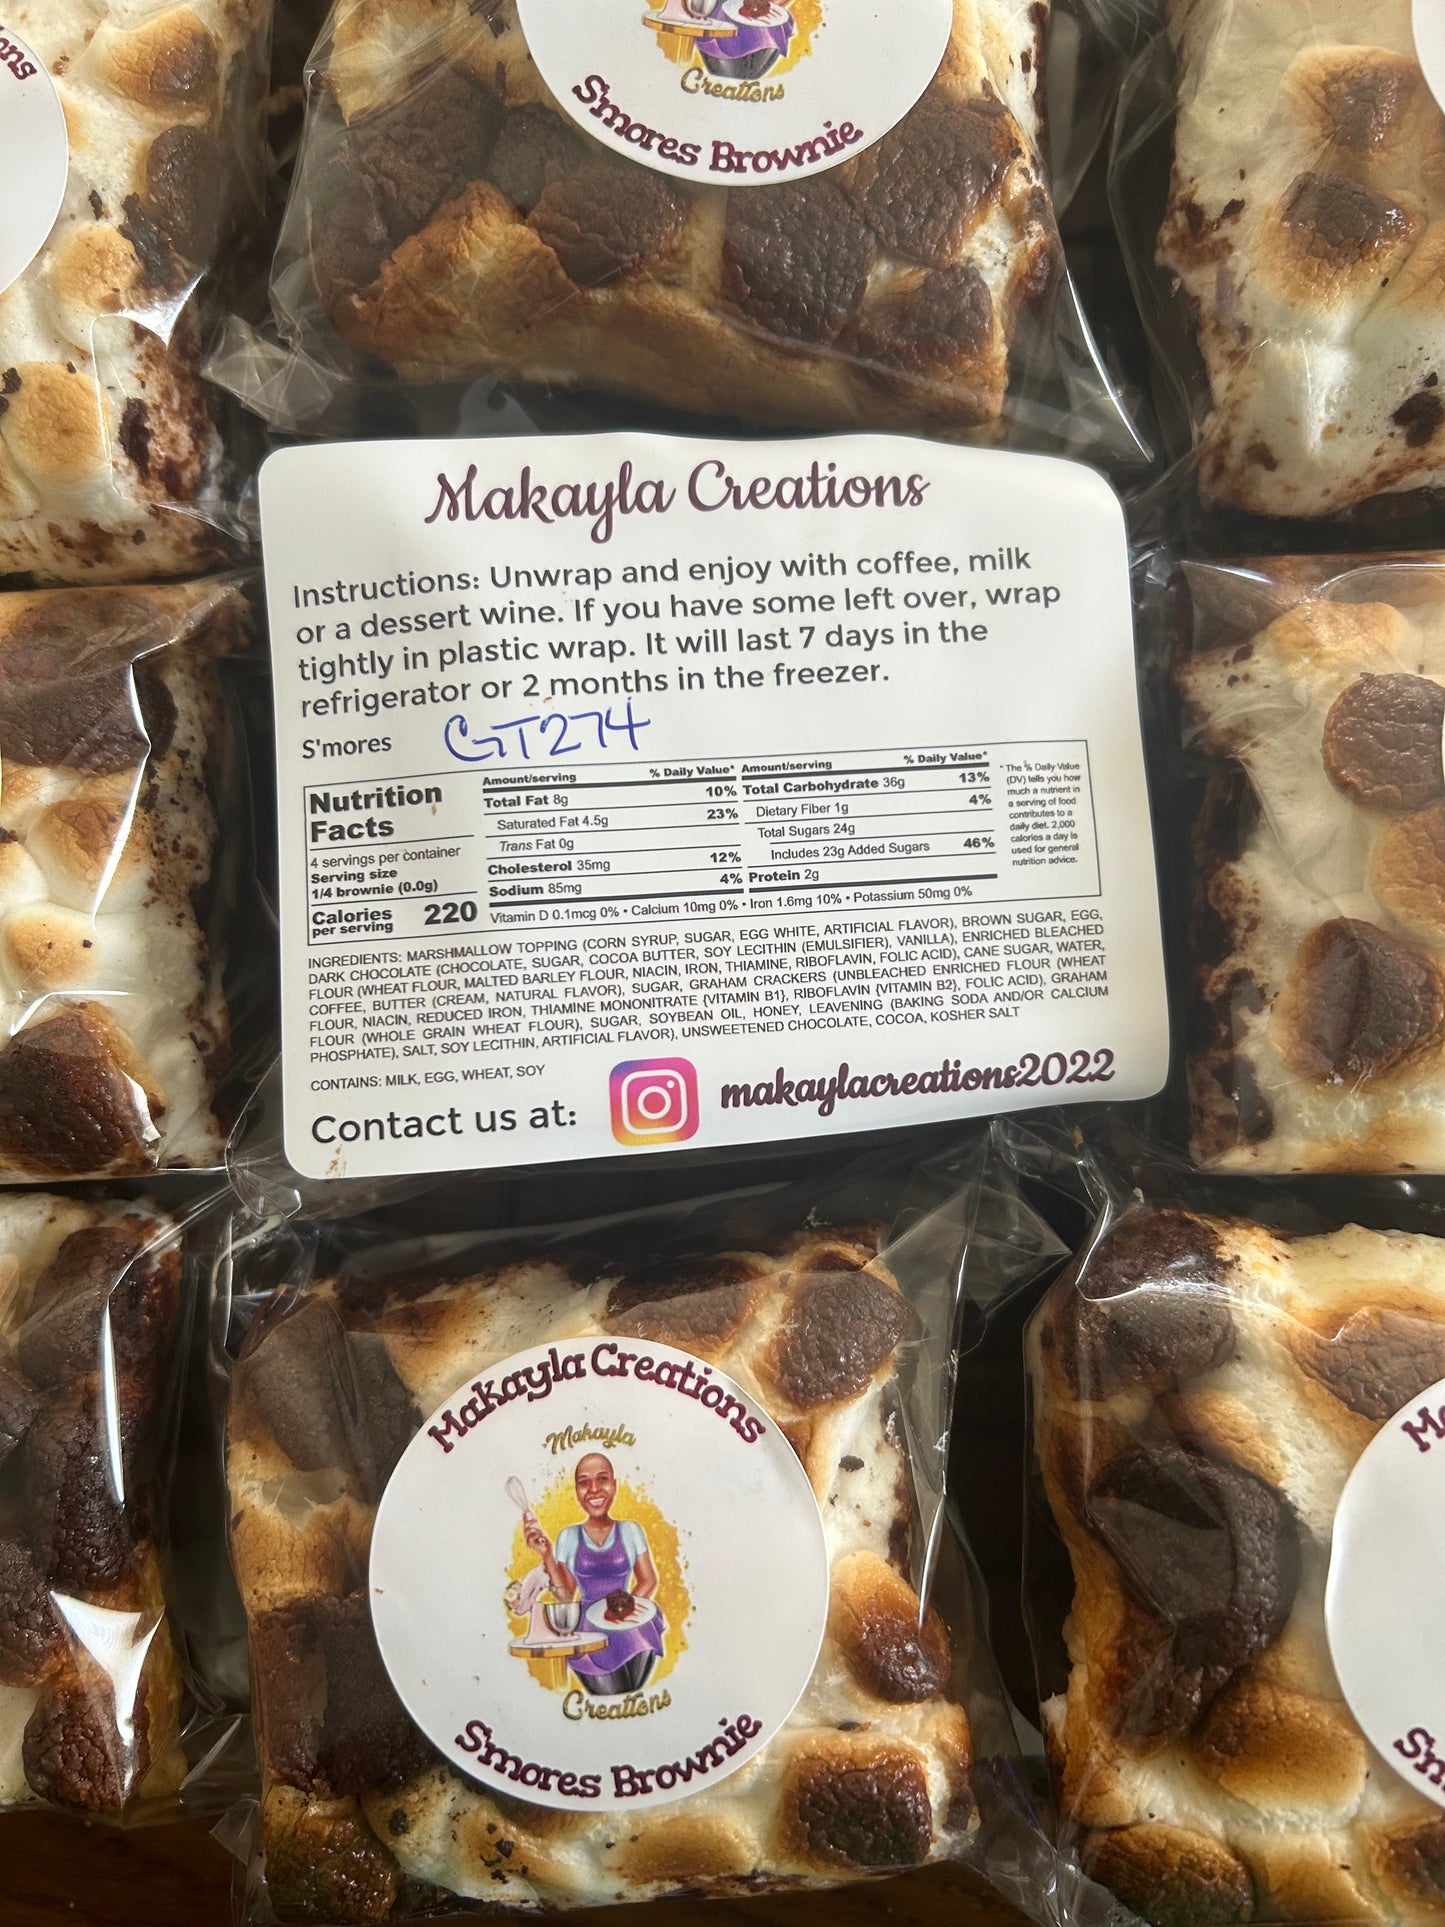 ons
Creations
S'mores Brownie
Makayla Creations
Instructions: Unwrap and enjoy with coffee, milk
or a dessert wine. If you have some left over, wrap
tightly in plastic wrap. It will last 7 days in the
refrigerator or 2 months in the freezer.
S'mores GT274
Nutrition
Facts
4 servings per container
Serving size
1/4 brownie (0.0g)
Calories
per serving
220
Amount/serving % Daily Value*
Total Fat 8g 10%
Saturated Fat 4.5g 23%
Trans Fat 0g
Cholesterol 35mg 12%
Sodium 85mg 4%
Amount/serving % Daily Value*
Total Carbohydrate 36g 13%
Dietary Fiber 1g 4%
Total Sugars 24g
Includes 23g Added Sugars 46%
Protein 2g
Vitamin D 0.1mcg 0% • Calcium 10mg 0% • Iron 1.6mg 10% • Potassium 50mg 0%
* The % Daily Value
(DV) tells you how
much a nutrient in
a serving of food
contributes to a
daily diet. 2,000
calories a day is
used for general
nutrition advice.
INGREDIENTS: MARSHMALLOW TOPPING (CORN SYRUP, SUGAR, EGG WHITE, ARTIFICIAL FLAVOR), BROWN SUGAR, EGG,
DARK CHOCOLATE (CHOCOLATE, SUGAR, COCOA BUTTER, SOY LECITHIN (EMULSIFIER), VANILLA), ENRICHED BLEACHED
FLOUR (WHEAT FLOUR, MALTED BARLEY FLOUR, NIACIN, IRON, THIAMINE, RIBOFLAVIN, FOLIC ACID), CANE SUGAR, WATER,
COFFEE, BUTTER (CREAM, NATURAL FLAVOR), SUGAR, GRAHAM CRACKERS (UNBLEACHED ENRICHED FLOUR (WHEAT
FLOUR, NIACIN, REDUCED IRON, THIAMINE MONONITRATE {VITAMIN B1}, RIBOFLAVIN {VITAMIN B2}, FOLIC ACID), GRAHAM
FLOUR (WHOLE GRAIN WHEAT FLOUR), SUGAR, SOYBEAN OIL, HONEY, LEAVENING (BAKING SODA AND/OR CALCIUM
PHOSPHATE), SALT, SOY LECITHIN, ARTIFICIAL FLAVOR), UNSWEETENED CHOCOLATE, COCOA, KOSHER SALT
CONTAINS: MILK, EGG, WHEAT, SOY
Contact us at: makaylacreations2022
Makayla Creations
Makayla
Creations
S'mores Brownie
Ma
S'm